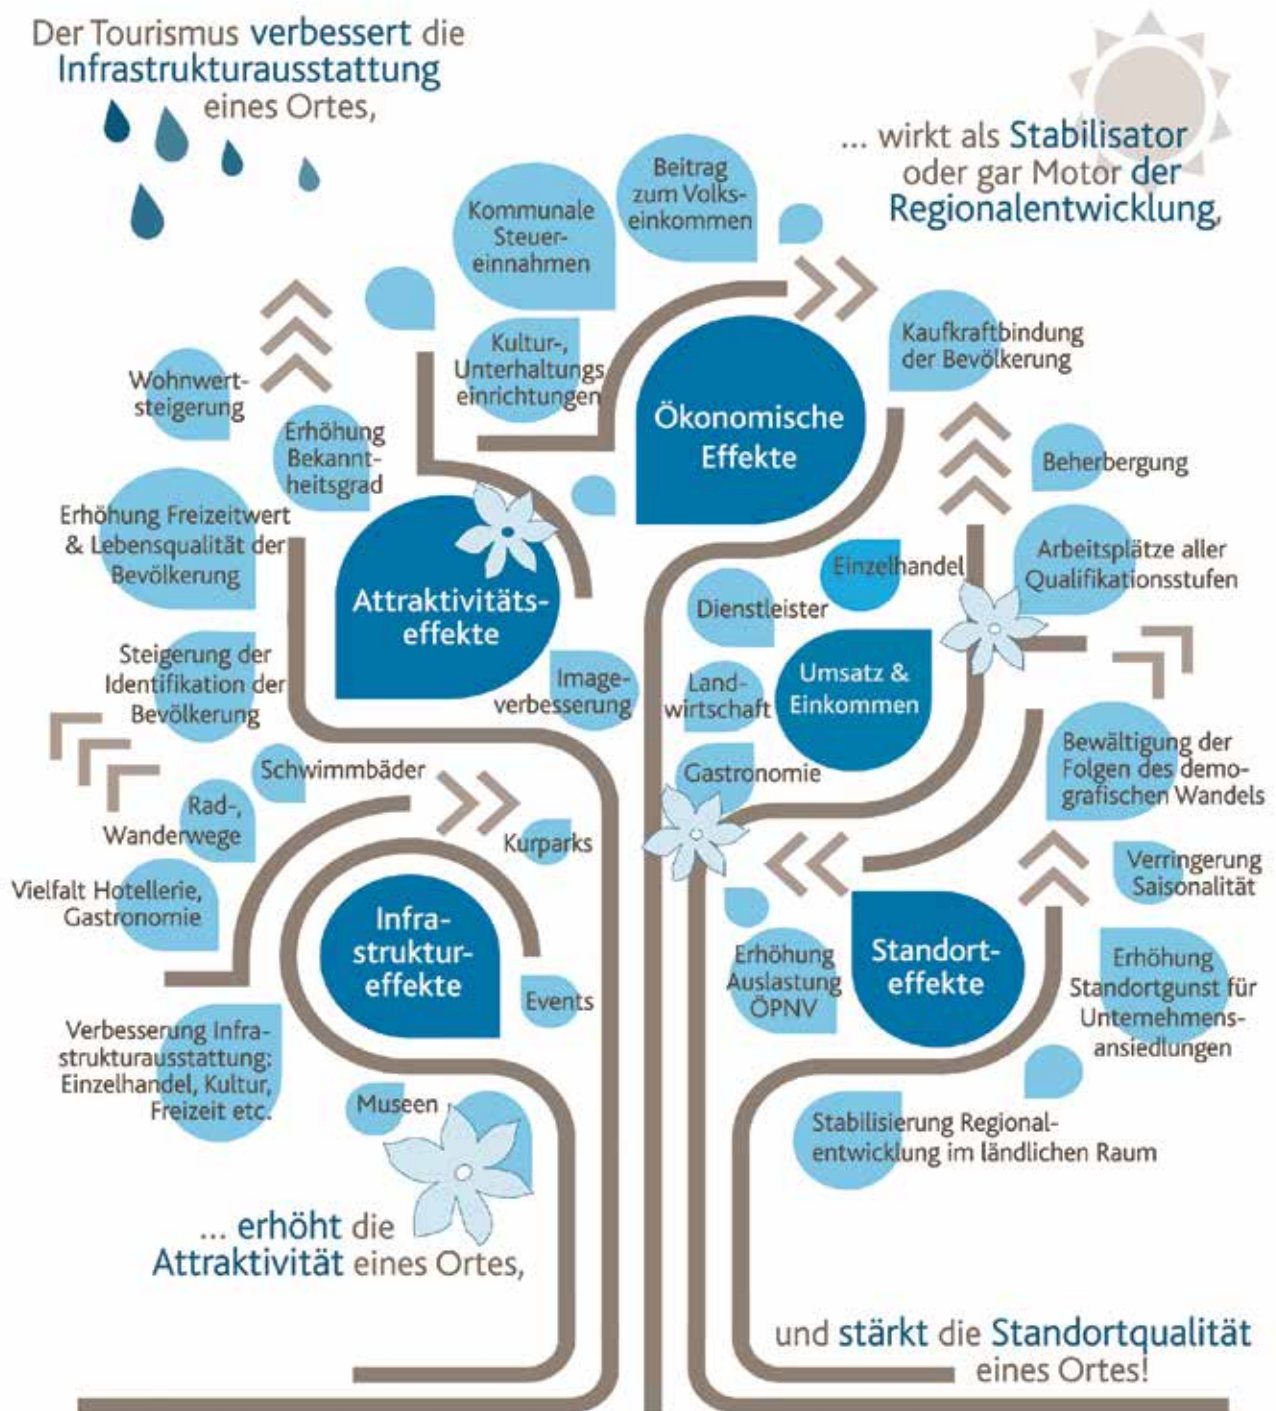 Der Tourismus verbessert die
Infrastrukturausstattung
eines Ortes,
... wirkt als Stabilisator
oder gar Motor der
Regionalentwicklung,
Beitrag
zum Volks-
einkommen
Kommunale
Steuer-
einnahmen
Kultur-,
Unterhaltungs
einrichtungen
Kaufkraftbindung
der Bevölkerung
Ökonomische
Effekte
Wohnwert-
steigerung
Erhöhung
Bekannt-
heitsgrad
Erhöhung Freizeitwert
& Lebensqualität der
Bevölkerung
Attraktivitäts-
effekte
Steigerung der
Identifikation der
Bevölkerung
Image-
verbesserung
Beherbergung
Arbeitsplätze aller
Qualifikationsstufen
Einzelhandel
Dienstleister
Land-
wirtschaft
Umsatz &
Einkommen
Gastronomie
Bewältigung der
Folgen des demo-
grafischen Wandels
Schwimmbäder
Rad-,
Wanderwege
Kurparks
Vielfalt Hotellerie,
Gastronomie
Infra-
struktur-
effekte
Events
Verbesserung Infra-
strukturausstattung:
Einzelhandel, Kultur,
Freizeit etc.
Museen
Verringerung
Saisonalität
Erhöhung
Auslastung
ÖPNV
Standort-
effekte
Erhöhung
Standortgunst für
Unternehmens-
ansiedlungen
Stabilisierung Regional-
entwicklung im ländlichen Raum
... erhöht die
Attraktivität eines Ortes,
und stärkt die Standortqualität
eines Ortes!